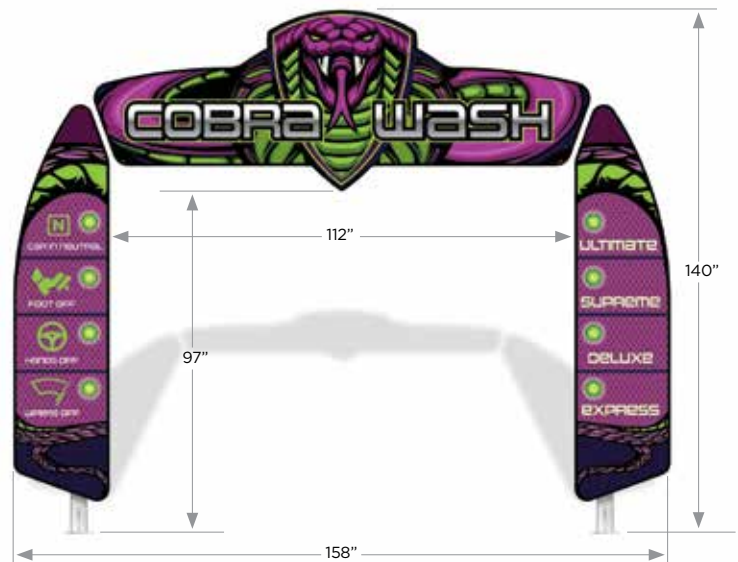 COBRA WASH
140”
112”
97”
158”
N
CAR IN NEUTRAL
FOOT OFF
HANDS OFF
WIPERS OFF
ULTIMATE
SUPREME
DELUXE
EXPRESS